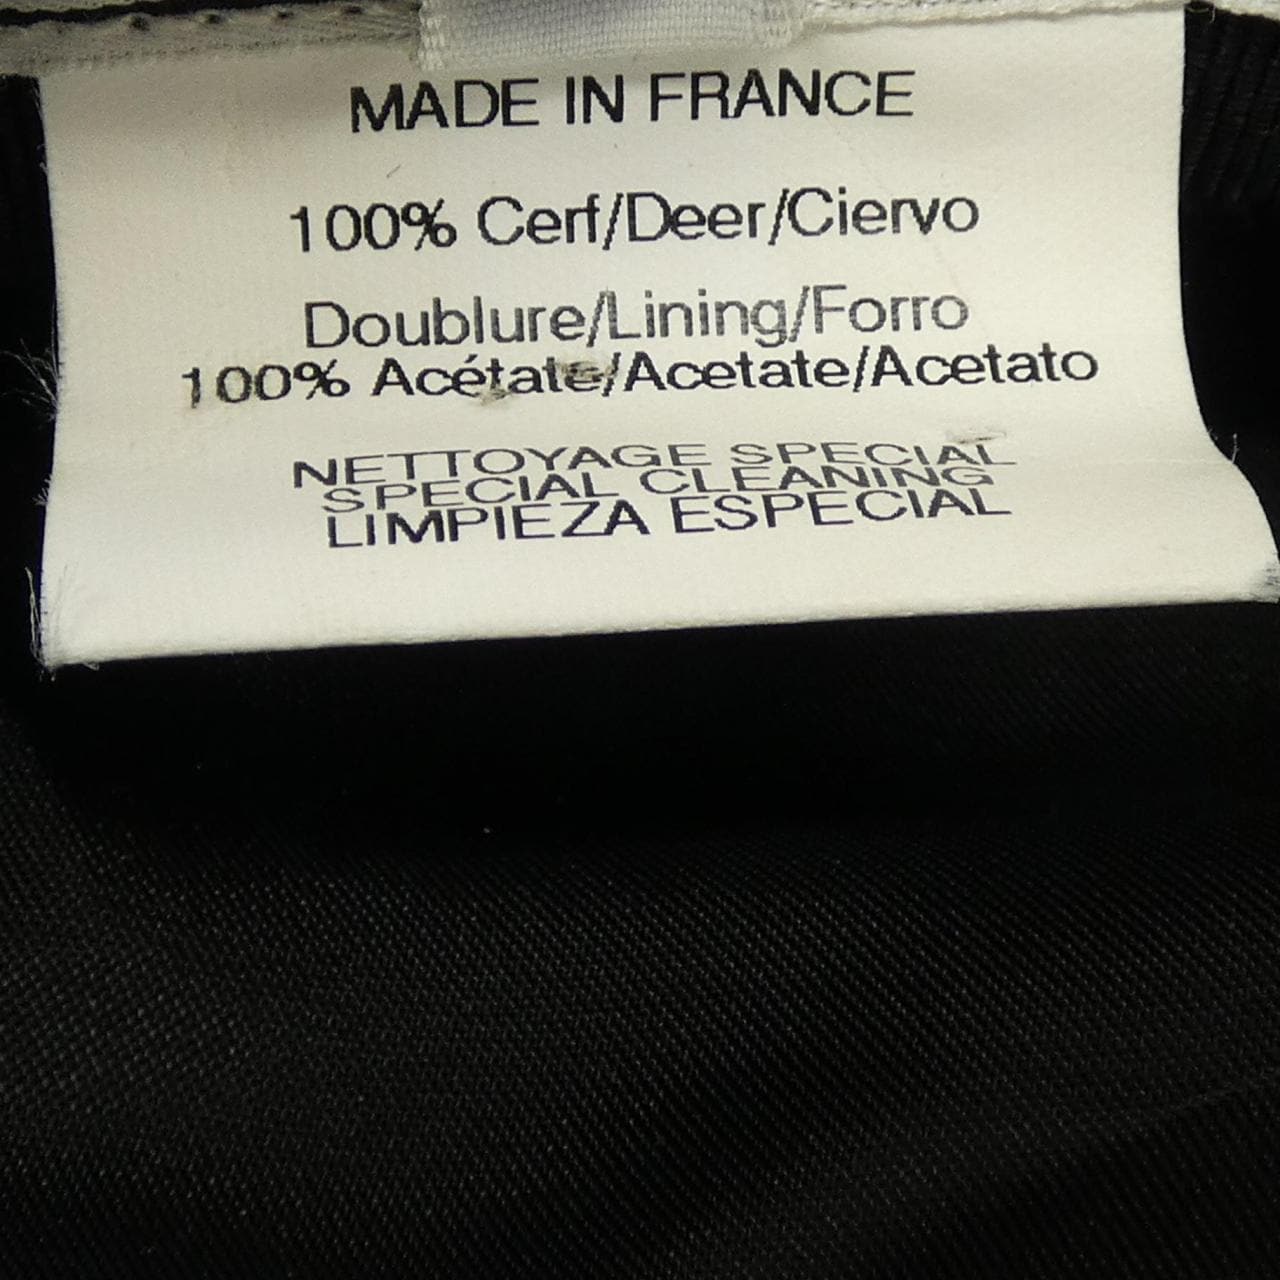 MADE IN FRANCE
100% Cerf/Deer/Ciervo
Doublure/Lining/Forro
100% Acétate/Acetate/Acetato
NETTOYAGE SPECIAL
SPECIAL CLEANING
LIMPIEZA ESPECIAL